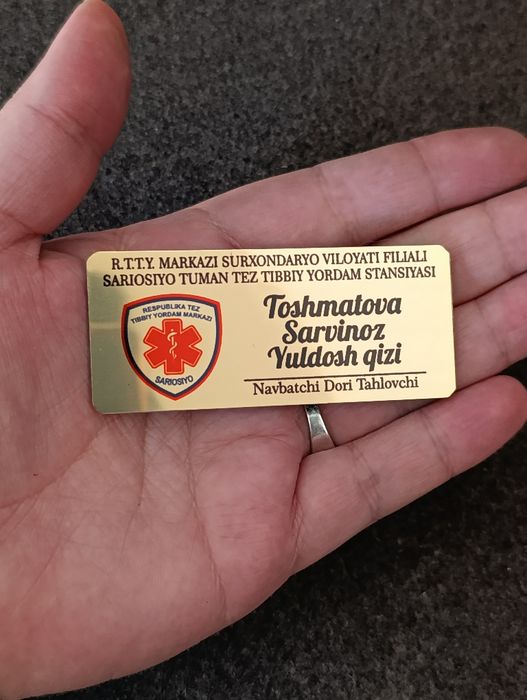 R.T.T.Y. MARKAZI SURXONDARYO VILOYATI FILIALI
SARIOSIYO TUMAN TEZ TIBBIY YORDAM STANSIYASI
RESPUBLIKA TEZ
TIBBIY YORDAM MARKAZI
SARIOSIYO
Toshmatova
Sarvinoz
Yuldosh qizi
Navbatchi Dori Tahlovchi